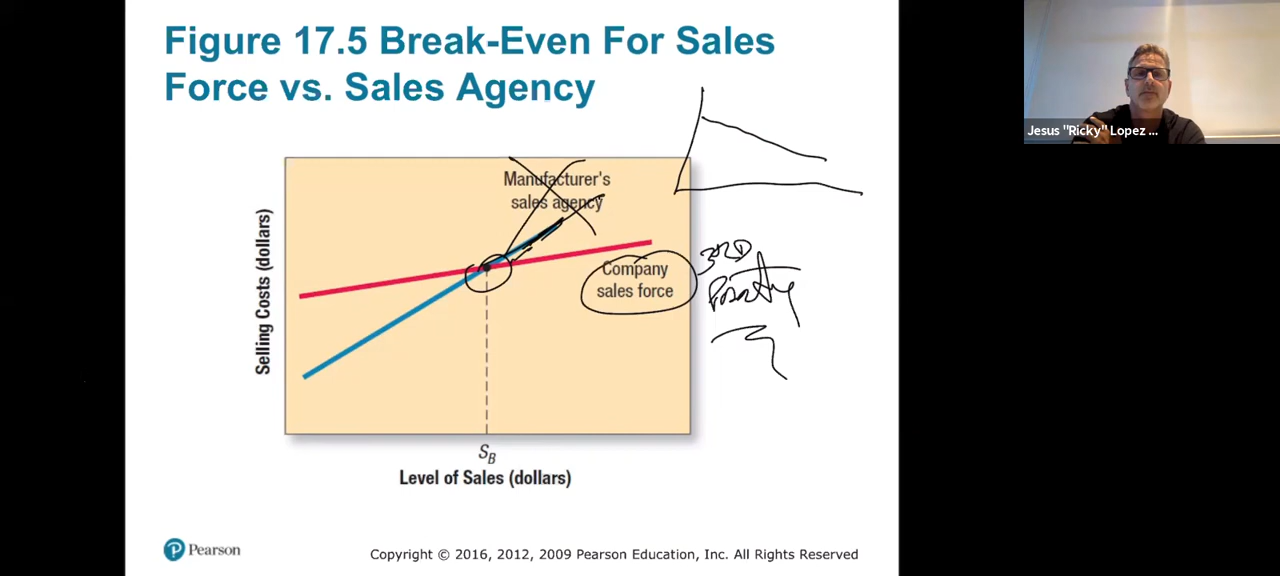 Figure 17.5 Break-Even For Sales
Force vs. Sales Agency
Jesus "Ricky" Lopez ...
Manufacturer's
sales agency
Selling Costs (dollars)
Company
sales force
3RD
Party
S_B
Level of Sales (dollars)
Pearson
Copyright © 2016, 2012, 2009 Pearson Education, Inc. All Rights Reserved